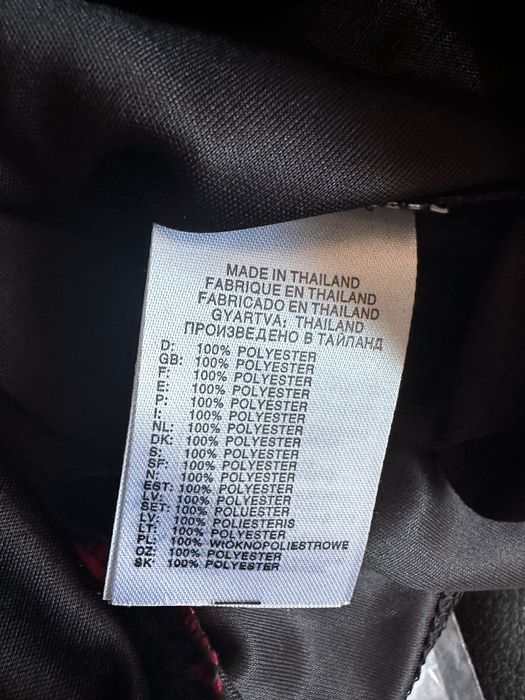 MADE IN THAILAND
FABRIQUE EN THAILAND
FABRICADO EN THAILAND
GYARTVA: THAILAND
ПРОИЗВЕДЕНО В ТАЙЛАНД
D: 100% POLYESTER
GB: 100% POLYESTER
F: 100% POLYESTER
E: 100% POLYESTER
P: 100% POLYESTER
I: 100% POLYESTER
NL: 100% POLYESTER
DK: 100% POLYESTER
S: 100% POLYESTER
SF: 100% POLYESTER
N: 100% POLYESTER
EST: 100% POLYESTER
LV: 100% POLYESTER
SET: 100% POLUESTER
LV: 100% POLIESTERIS
LT: 100% POLYESTER
PL: 100% WIOKNOPOLIESTROWE
OZ: 100% POLYESTER
SK: 100% POLYESTER